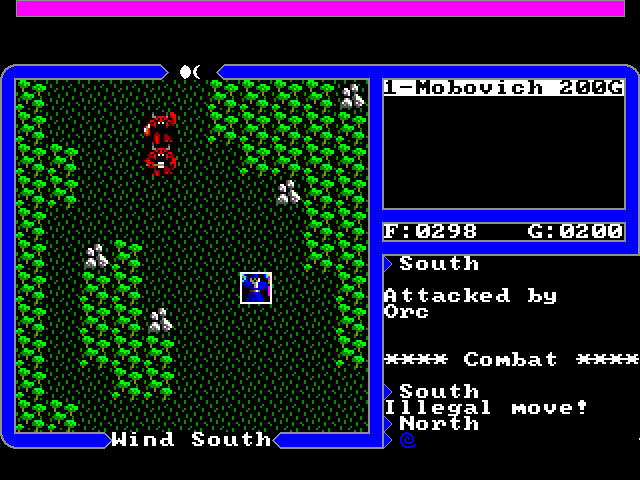 1-Mobovich 200G
F:0298 G:0200
South
Attacked by
Orc
**** Combat ****
South
Illegal move!
North
Wind South